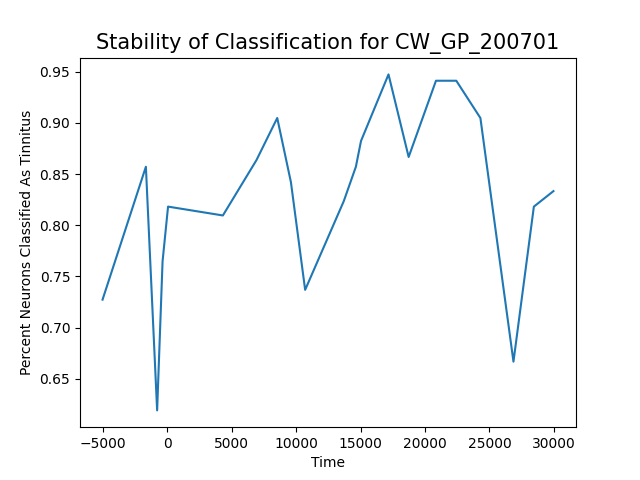 Stability of Classification for CW_GP_200701
Percent Neurons Classified As Tinnitus
0.95
0.90
0.85
0.80
0.75
0.70
0.65
−5000 0 5000 10000 15000 20000 25000 30000
Time